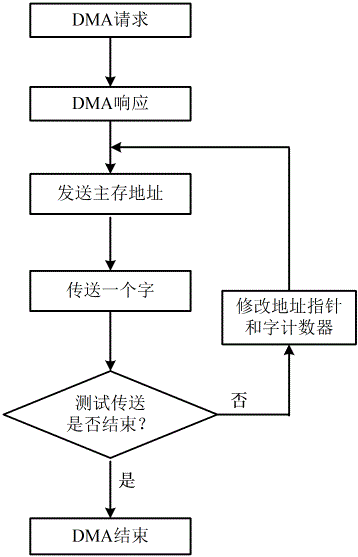 DMA请求
DMA响应
发送主存地址
传送一个字
修改地址指针
和字计数器
测试传送
是否结束？
否
是
DMA结束